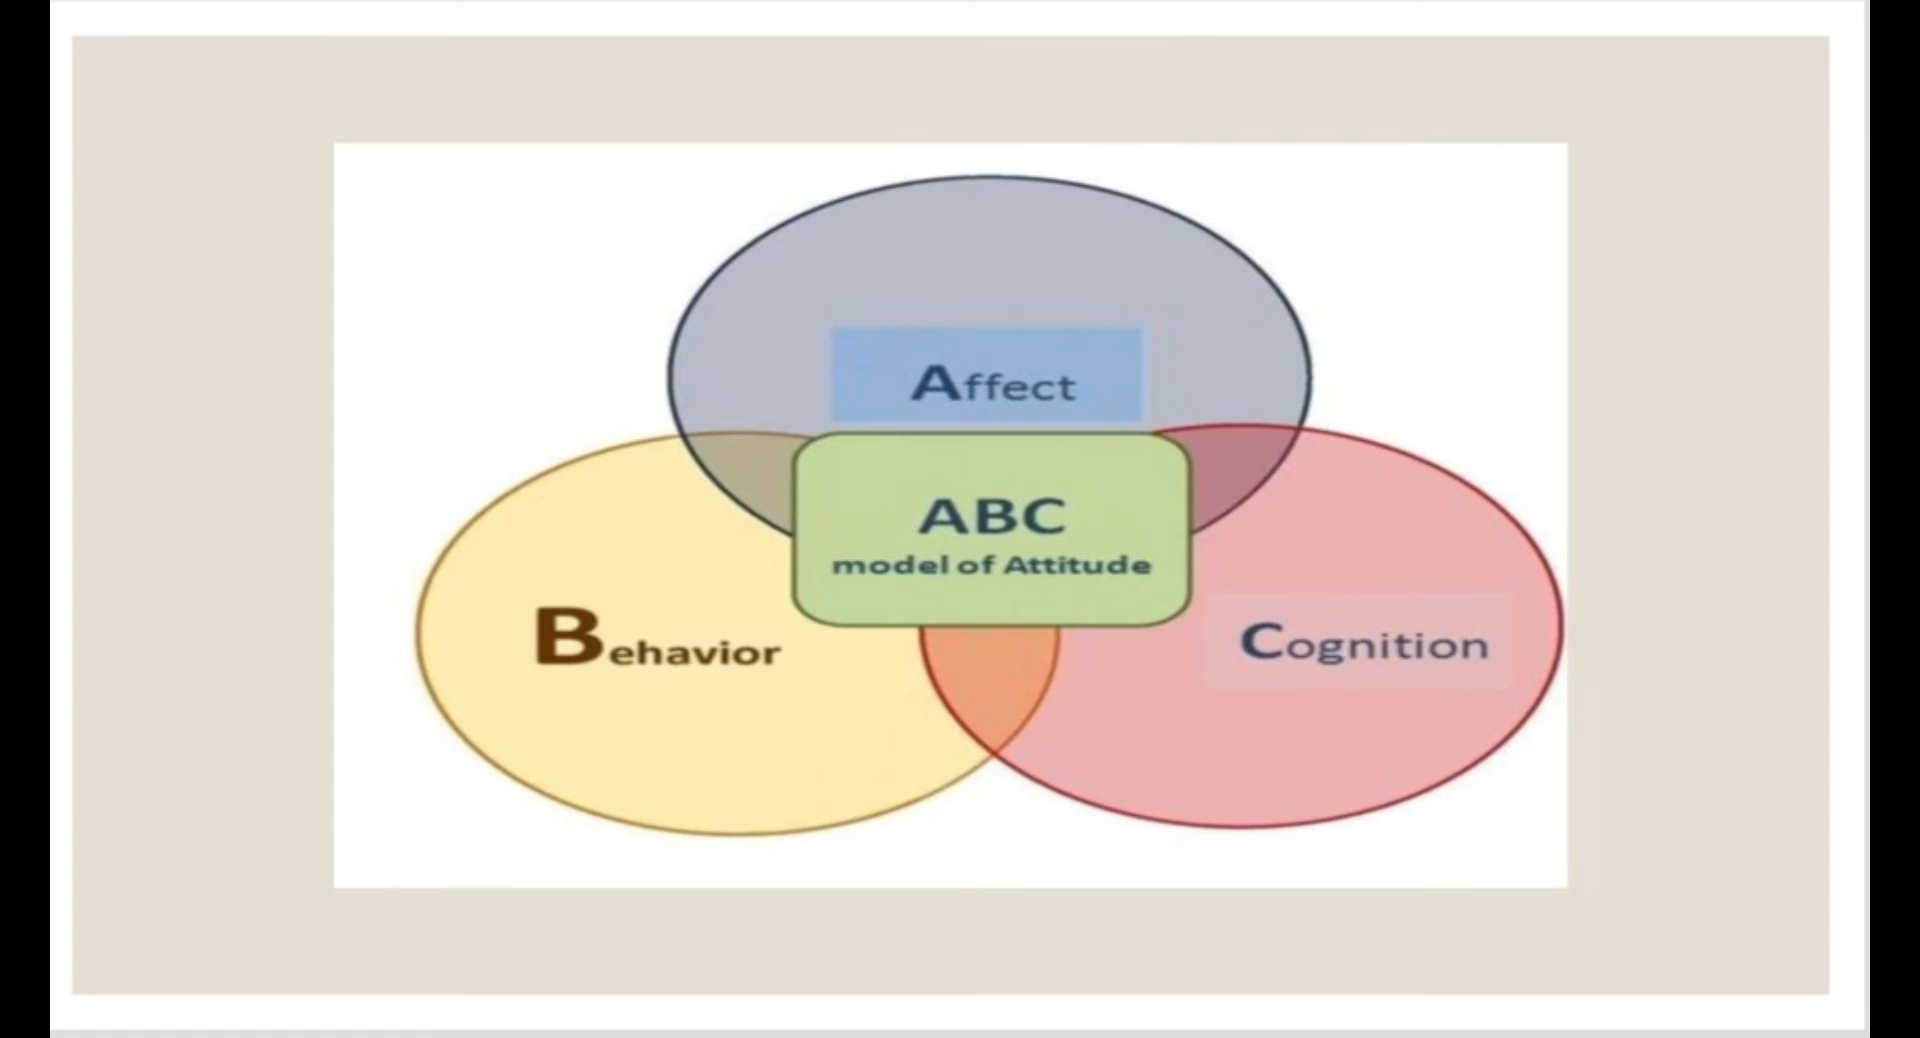 Affect
ABC
model of Attitude
Behavior
Cognition